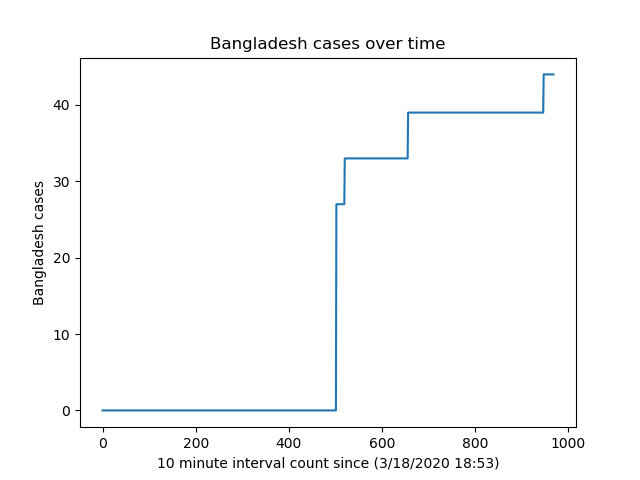 Bangladesh cases over time
Bangladesh cases
40
30
20
10
0
0 200 400 600 800 1000
10 minute interval count since (3/18/2020 18:53)